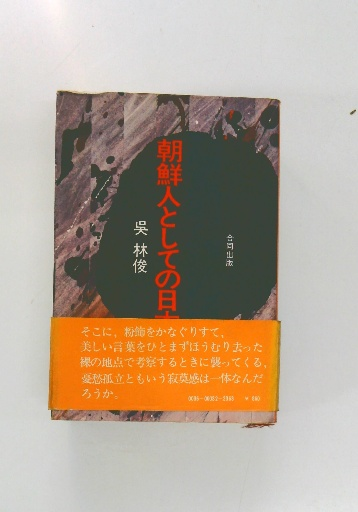 朝鮮人としての日本
呉林俊
合同出版
そこに、粉飾をかなぐりすて、
美しい言葉をひとまずほうむり去った
裸の地点で考察するときに襲ってくる、
憂愁孤立ともいう寂莫感は一体なんだ
ろうか。